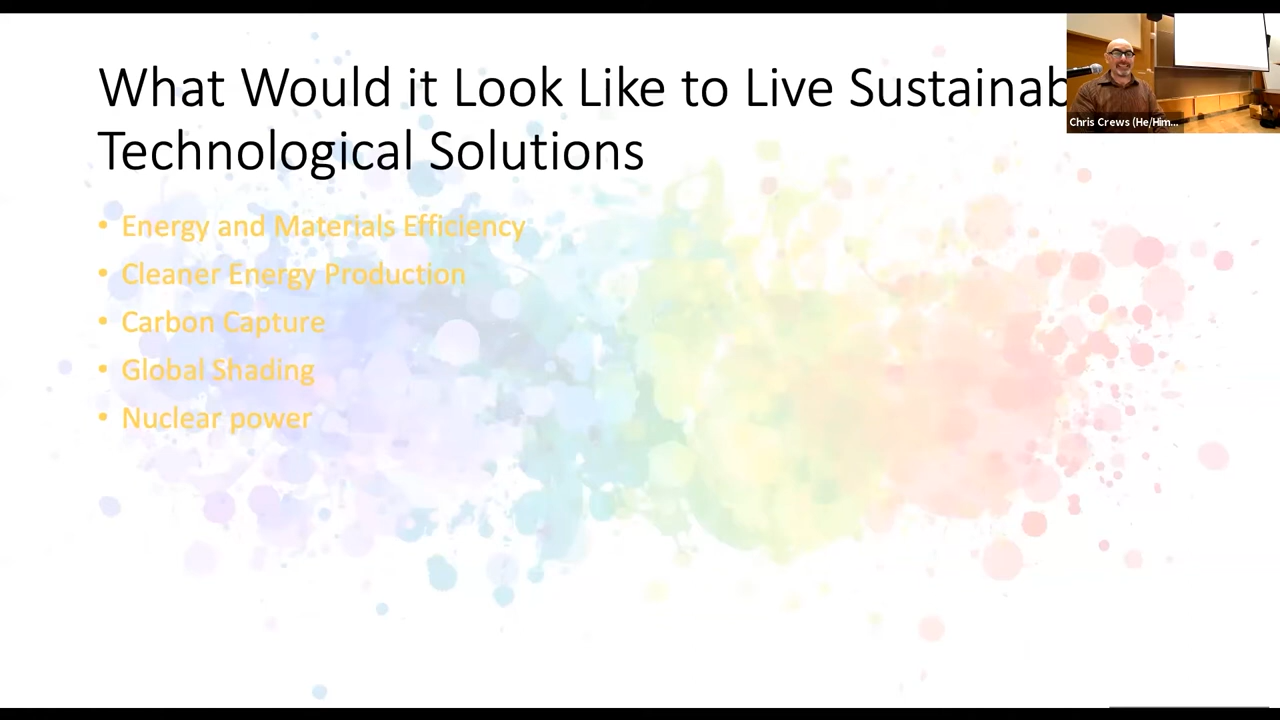 What Would it Look Like to Live Sustainab
Technological Solutions
• Energy and Materials Efficiency
• Cleaner Energy Production
• Carbon Capture
• Global Shading
• Nuclear power
Chris Crews (He/Him...